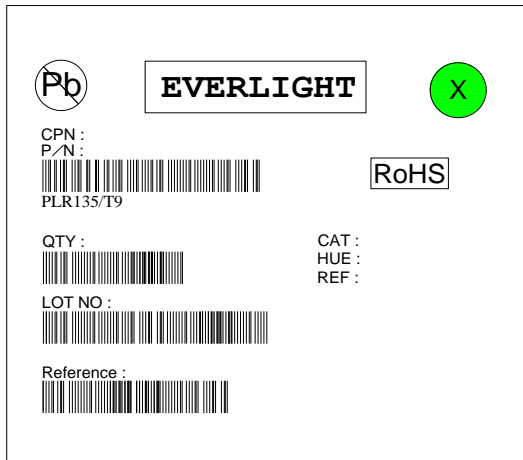 Pb
EVERLIGHT
X
CPN :
P/N :
RoHS
PLR135/T9
QTY :
CAT :
HUE :
REF :
LOT NO :
Reference :